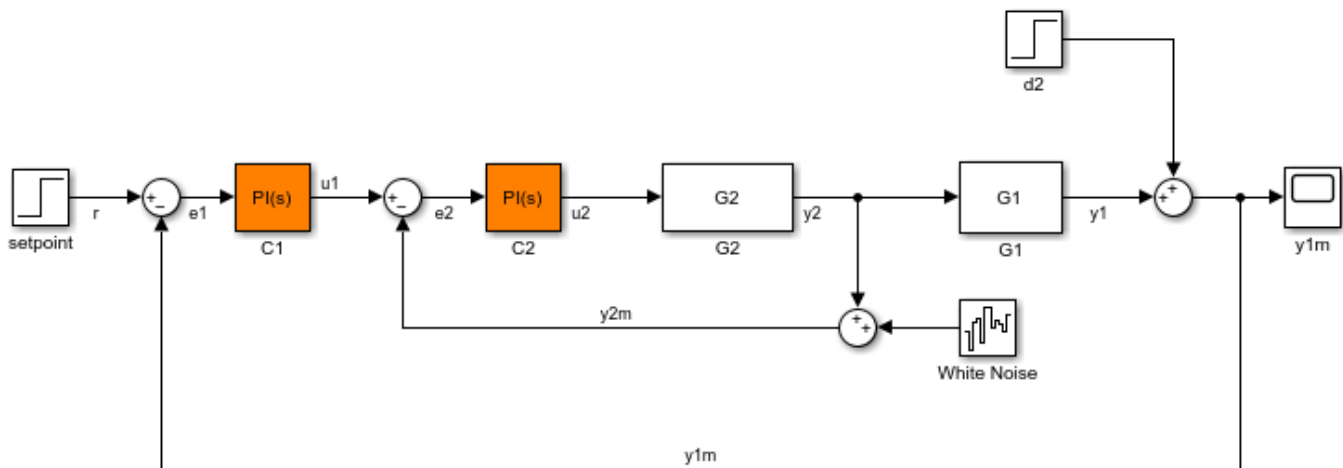 d2
setpoint
r
+
−
e1
PI(s)
C1
u1
+
−
e2
PI(s)
C2
u2
G2
G2
y2
G1
G1
y1
+
+
y1m
y2m
+
+
White Noise
y1m